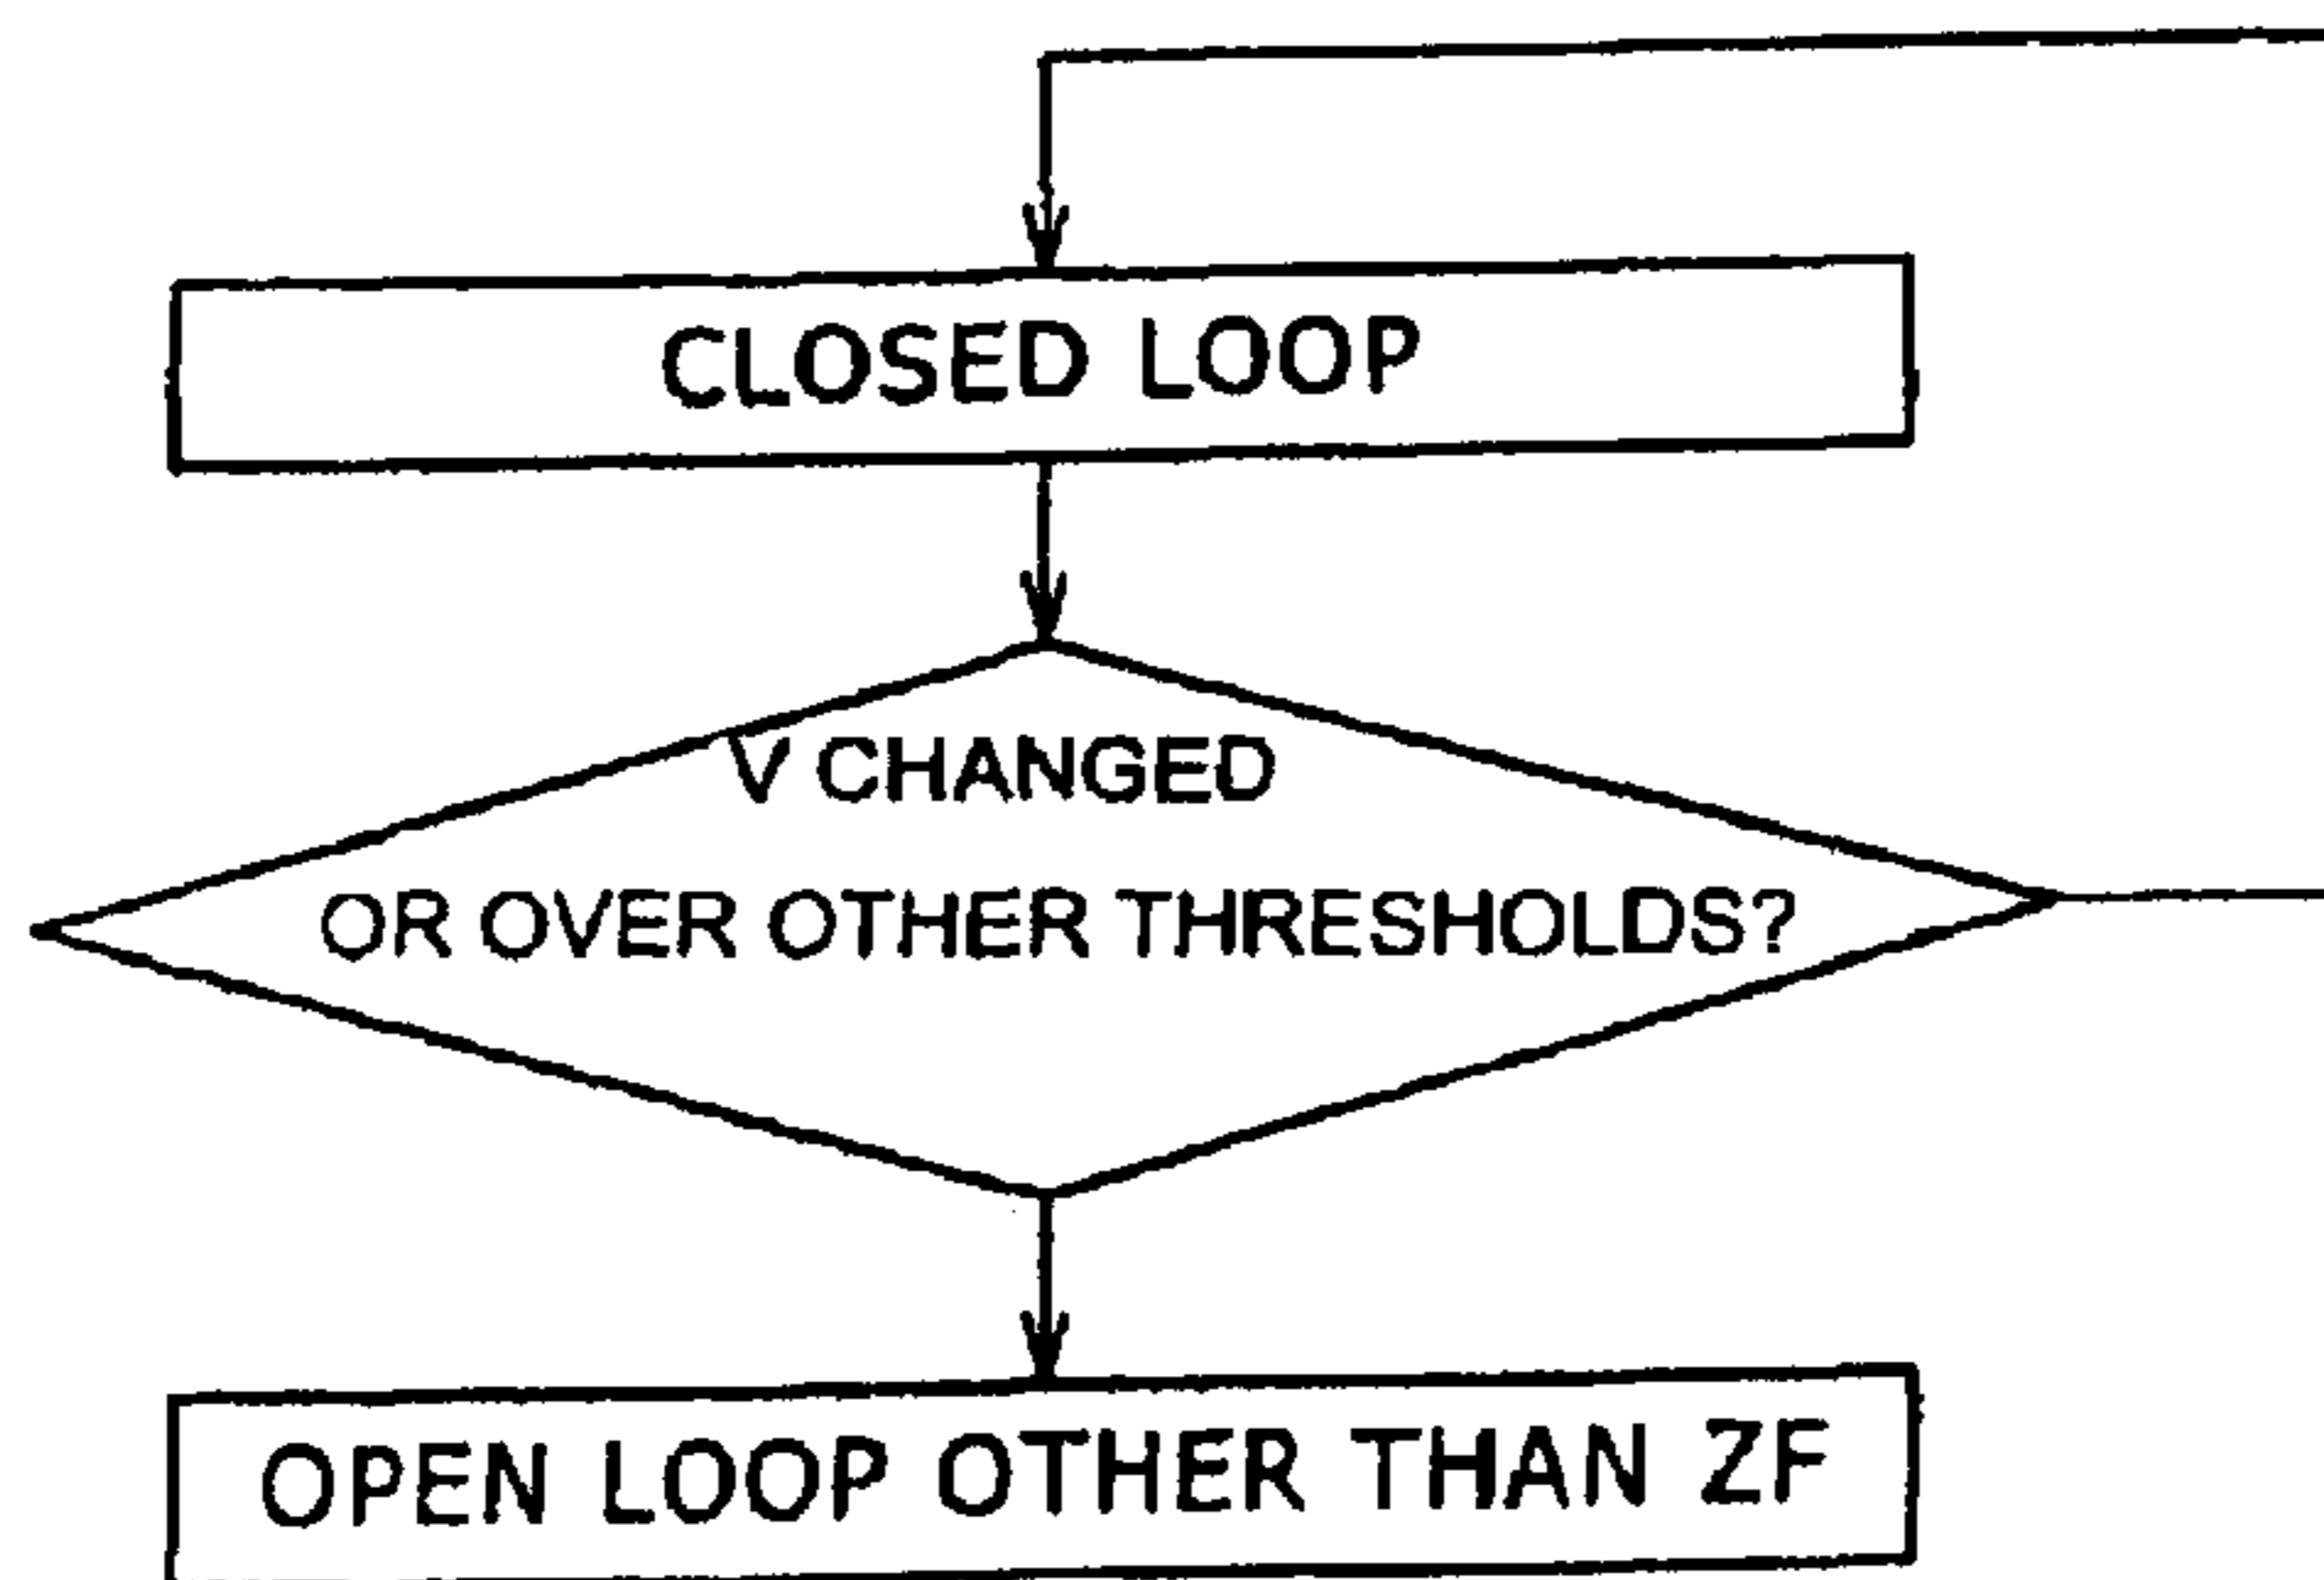 CLOSED LOOP
V CHANGED
OR OVER OTHER THRESHOLDS?
OPEN LOOP OTHER THAN ZF